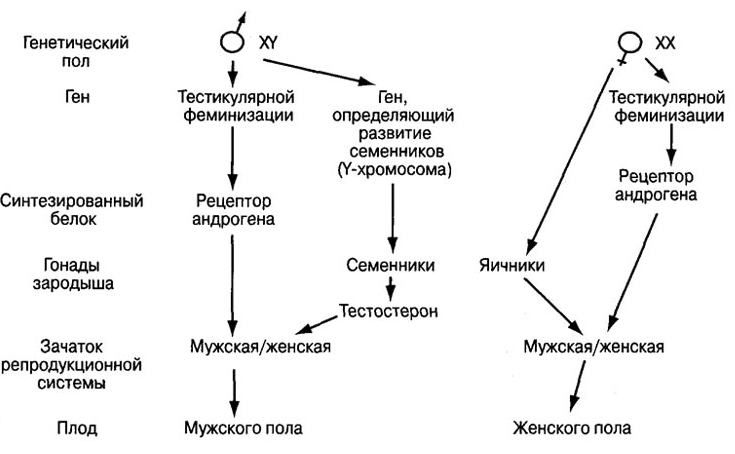 Генетический
пол
XY
XX
Ген
Тестикулярной
феминизации
Ген,
определяющий
развитие
семенников
(Y-хромосома)
Тестикулярной
феминизации
Синтезированный
белок
Рецептор
андрогена
Рецептор
андрогена
Гонады
зародыша
Семенники
Яичники
Тестостерон
Зачаток
репродукционной
системы
Мужская/женская
Мужская/женская
Плод
Мужского пола
Женского пола